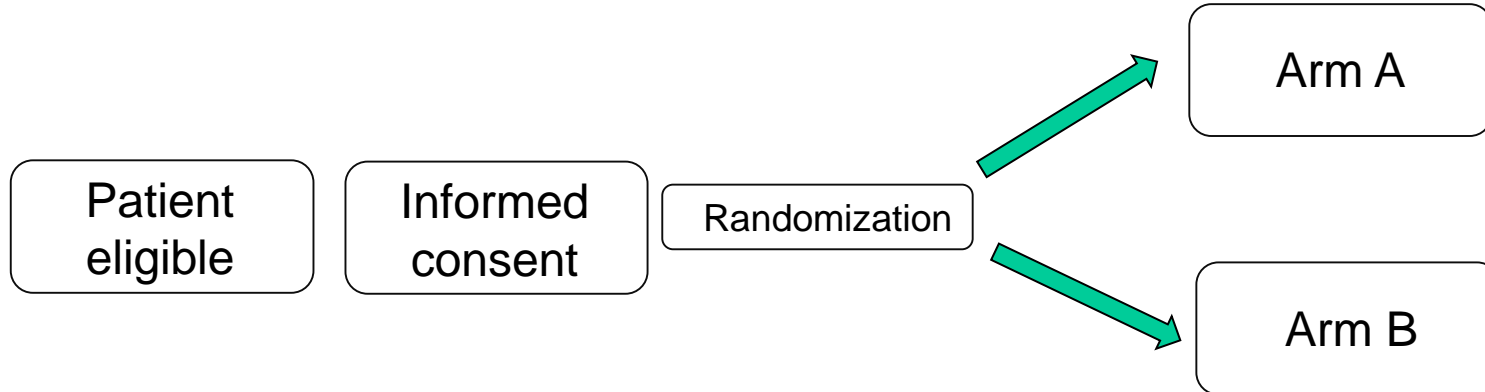 Patient
eligible
Informed
consent
Randomization
Arm A
Arm B